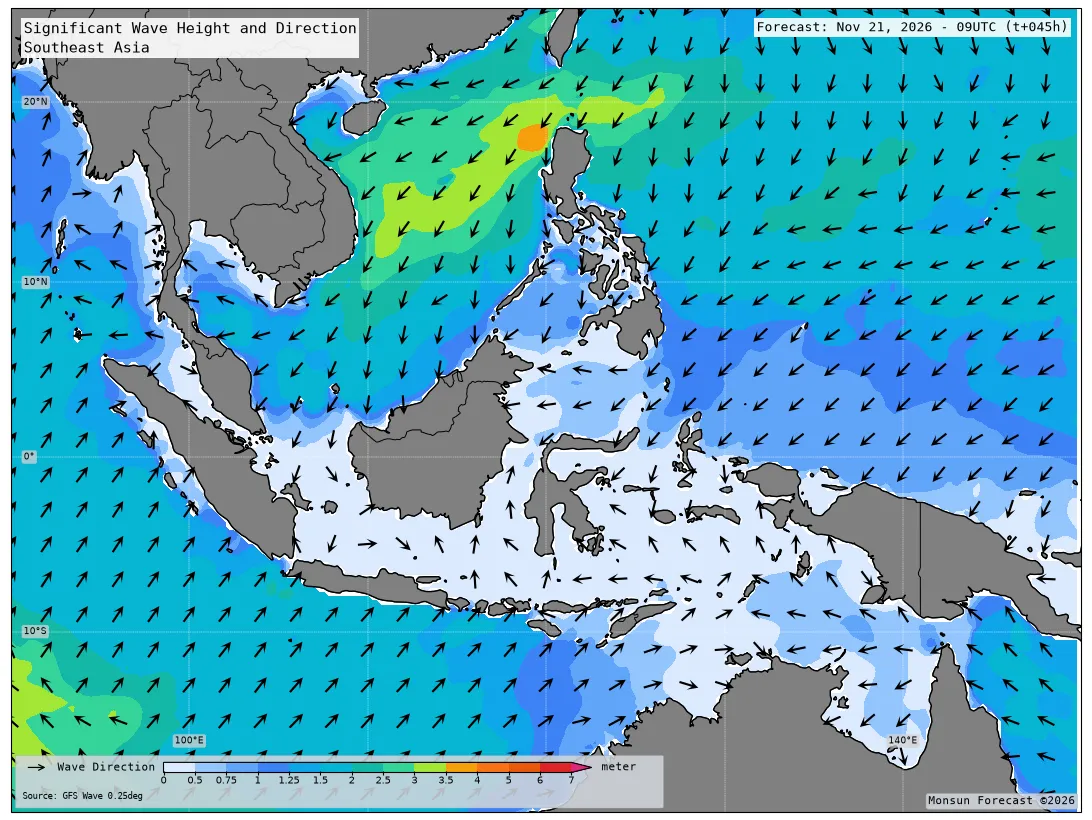 Significant Wave Height and Direction
Southeast Asia
Forecast: Nov 21, 2026 - 09UTC (t+045h)
20°N
10°N
0°
10°S
100°E
140°E
Wave Direction
meter
0 0.5 0.75 1 1.25 1.5 2 2.5 3 3.5 4 5 6 7
Source: GFS Wave 0.25deg
Monsun Forecast ©2026